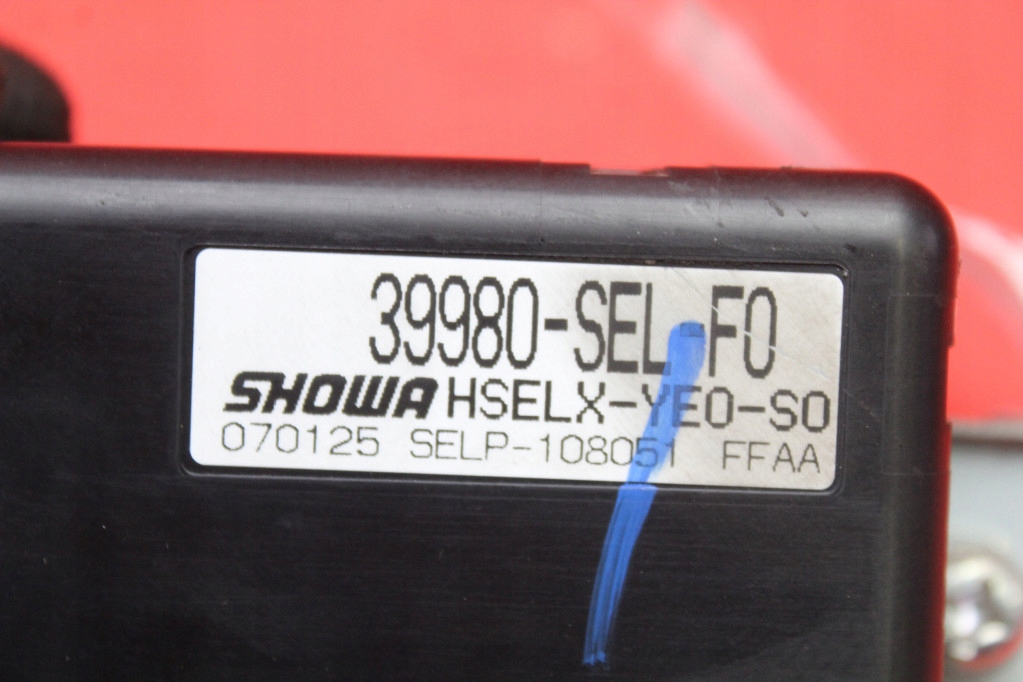 39980-SEL-F0
SHOWA HSELX-YE0-S0
070125 SELP-108051 FFAA